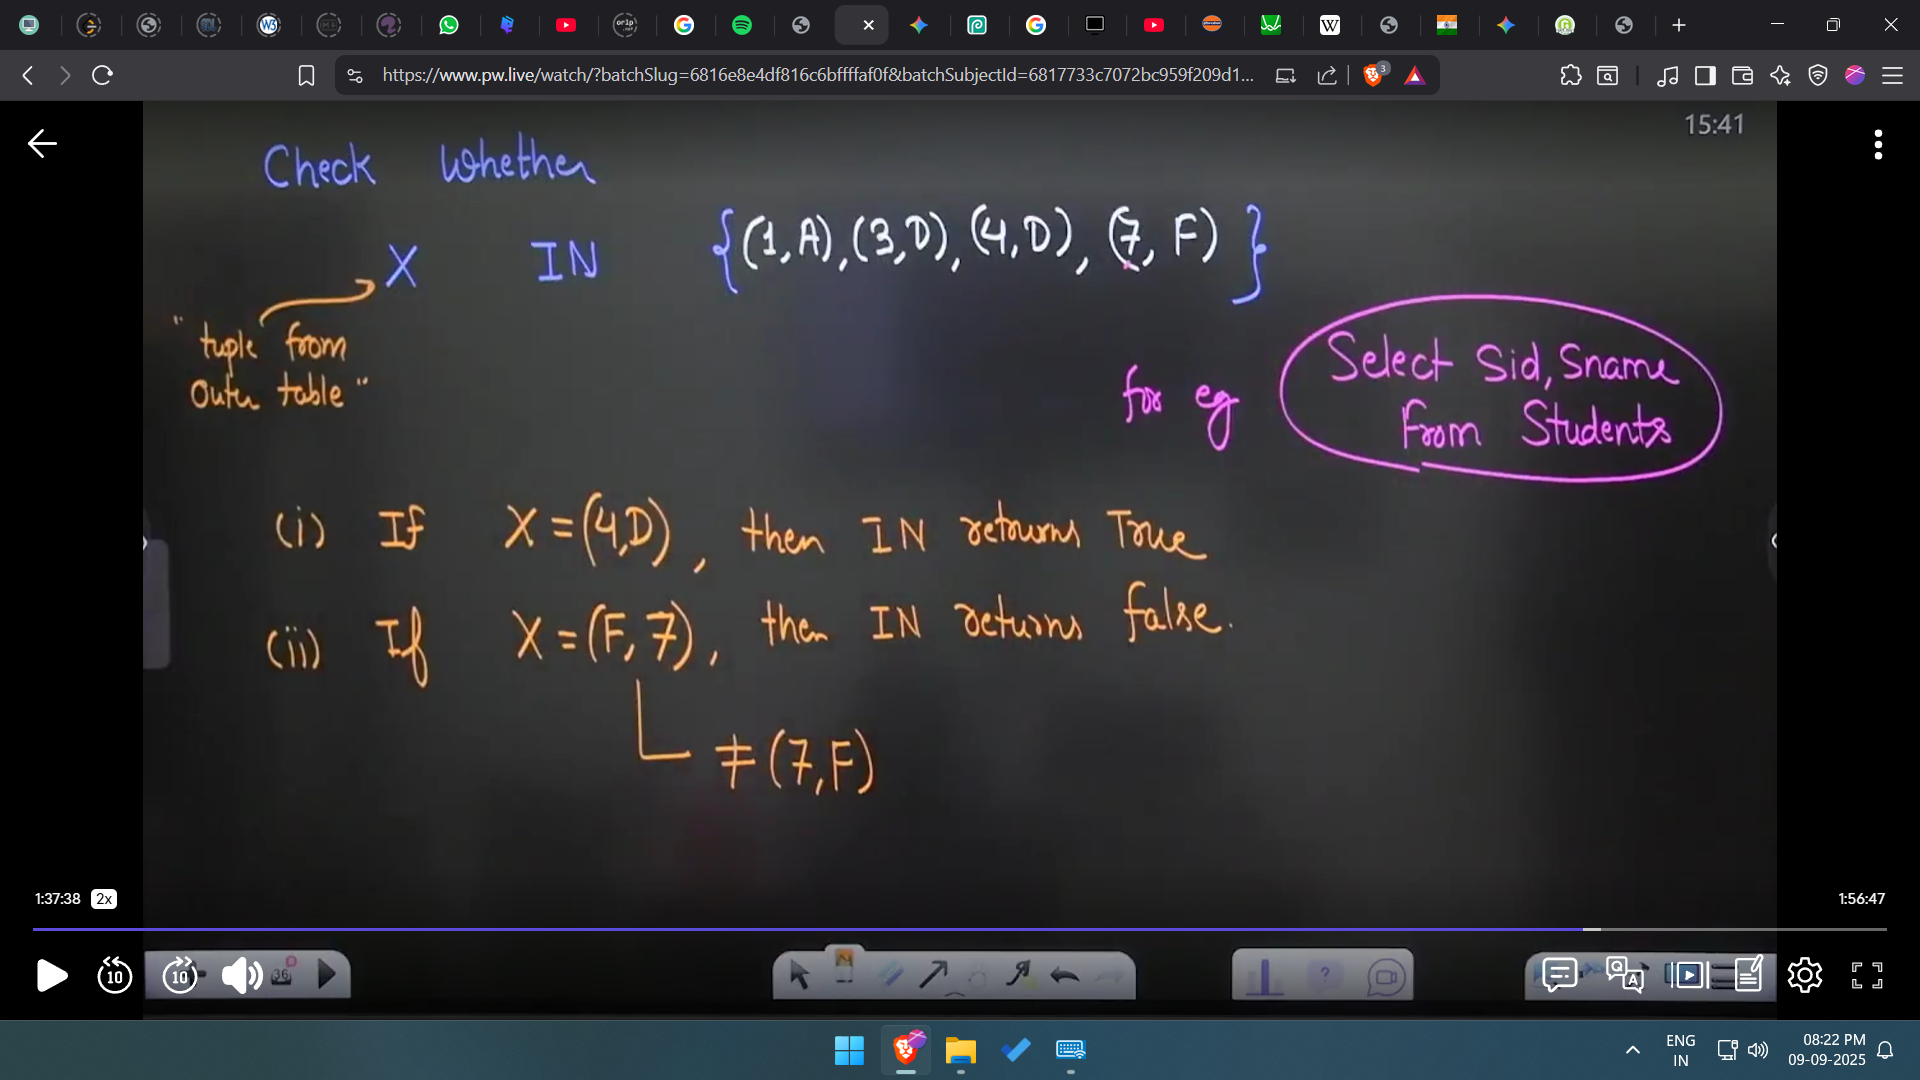 https://www.pw.live/watch/?batchSlug=6816e8e4df816c6bffffaf0f&batchSubjectId=6817733c7072bc959f209d1...
3
15:41
Check Whether
X IN {(1,A),(3,D),(4,D),(7,F)}
"tuple from
Outer table"
for eg
Select Sid, Sname
From Students
(i) If X=(4,D), then IN returns True
(ii) If X=(F,7), then IN returns false.
≠(7,F)
1:37:38 2x
1:56:47
10
10
36
ENG
IN
08:22 PM
09-09-2025